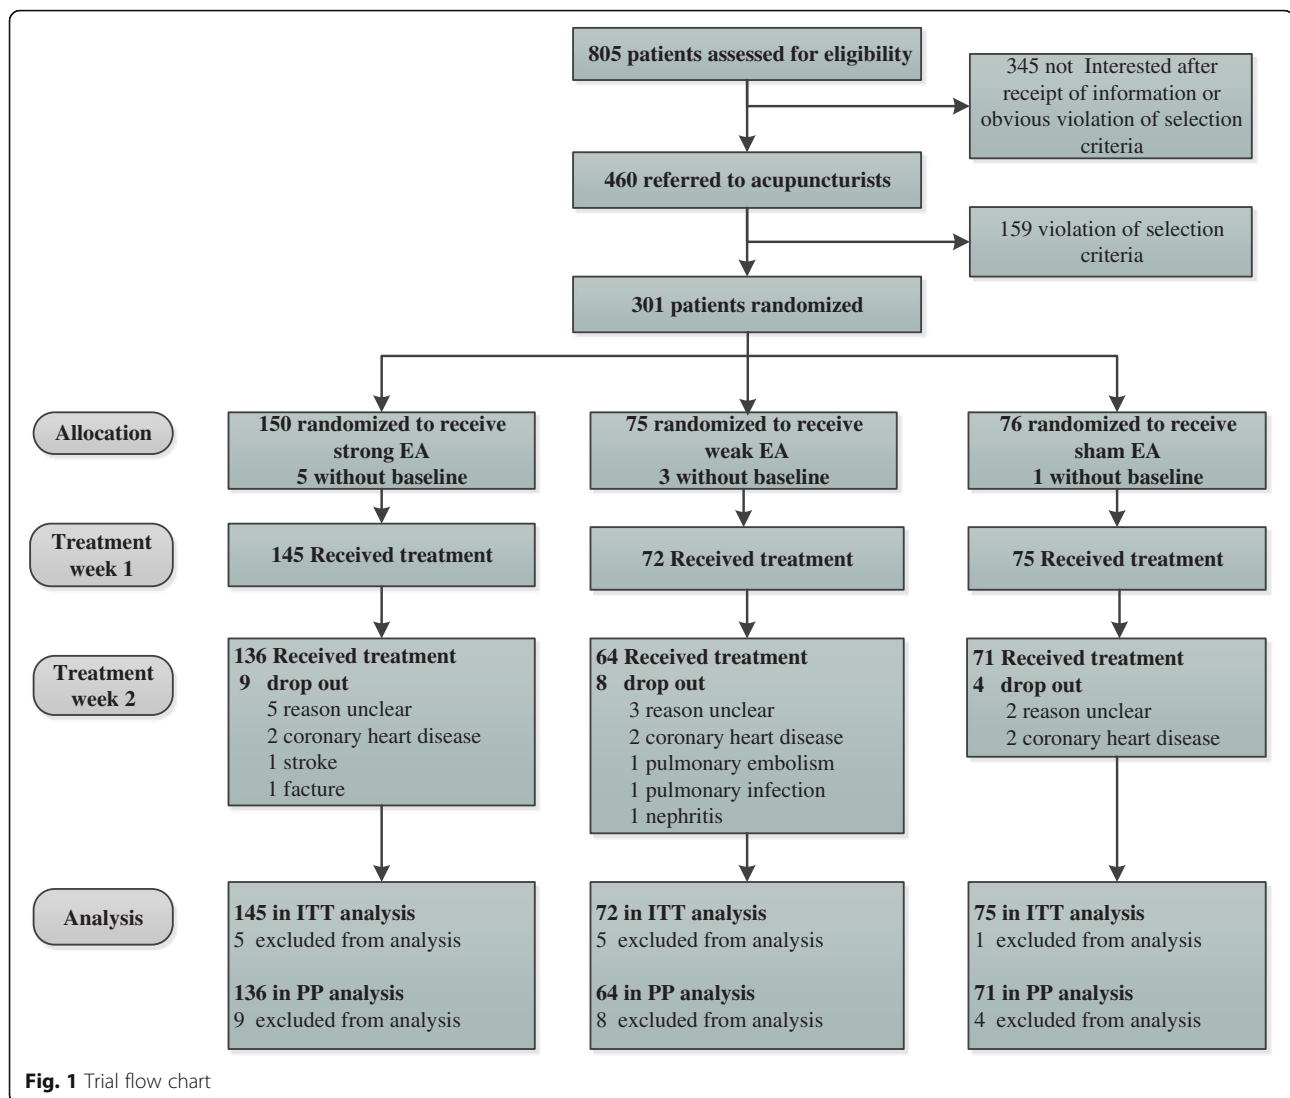 805 patients assessed for eligibility
345 not Interested after
receipt of information or
obvious violation of selection
criteria
460 referred to acupuncturists
159 violation of selection
criteria
301 patients randomized
Allocation
150 randomized to receive
strong EA
5 without baseline
75 randomized to receive
weak EA
3 without baseline
76 randomized to receive
sham EA
1 without baseline
Treatment
week 1
145 Received treatment
72 Received treatment
75 Received treatment
Treatment
week 2
136 Received treatment
9 drop out
5 reason unclear
2 coronary heart disease
1 stroke
1 facture
64 Received treatment
8 drop out
3 reason unclear
2 coronary heart disease
1 pulmonary embolism
1 pulmonary infection
1 nephritis
71 Received treatment
4 drop out
2 reason unclear
2 coronary heart disease
Analysis
145 in ITT analysis
5 excluded from analysis
136 in PP analysis
9 excluded from analysis
72 in ITT analysis
5 excluded from analysis
64 in PP analysis
8 excluded from analysis
75 in ITT analysis
1 excluded from analysis
71 in PP analysis
4 excluded from analysis
Fig. 1 Trial flow chart